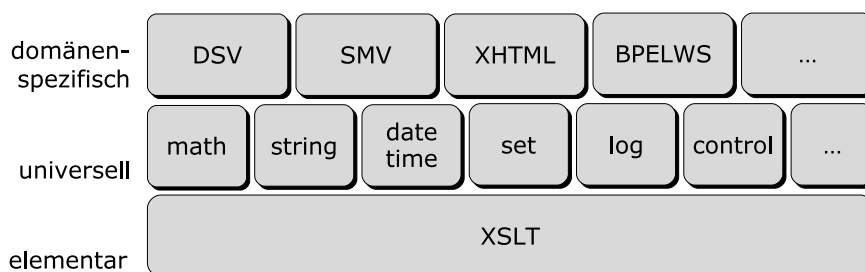 domänen-
spezifisch
DSV
SMV
XHTML
BPELWS
...
universell
math
string
date
time
set
log
control
...
elementar
XSLT